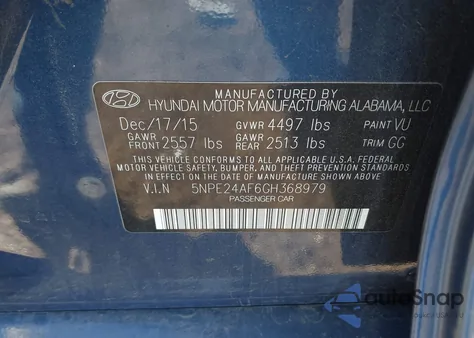 MANUFACTURED BY
HYUNDAI MOTOR MANUFACTURING ALABAMA, LLC
Dec/17/15 GVWR 4497 lbs PAINT VU
GAWR FRONT 2557 lbs GAWR REAR 2513 lbs TRIM GG
THIS VEHICLE CONFORMS TO ALL APPLICABLE U.S.A. FEDERAL
MOTOR VEHICLE SAFETY, BUMPER, AND THEFT PREVENTION STANDARDS
IN EFFECT ON THE DATE OF MANUFACTURE SHOWN ABOVE.
V.I.N 5NPE24AF6GH368979
PASSENGER CAR
autoSnap